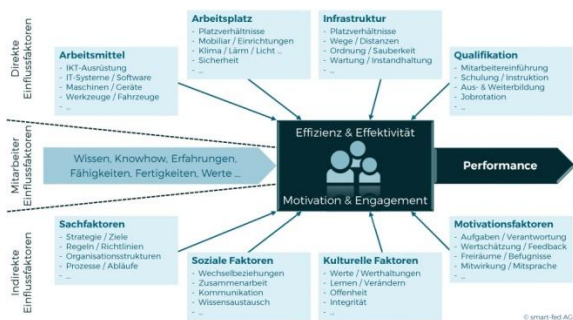 Direkte
Einflussfaktoren
Arbeitsmittel
- IKT-Ausrüstung
- IT-Systeme / Software
- Maschinen / Geräte
- Werkzeuge / Fahrzeuge
- ...
Arbeitsplatz
- Platzverhältnisse
- Mobiliar / Einrichtungen
- Klima / Lärm / Licht ...
- Sicherheit
- ...
Infrastruktur
- Platzverhältnisse
- Wege / Distanzen
- Ordnung / Sauberkeit
- Wartung / Instandhaltung
- ...
Qualifikation
- Mitarbeitereinführung
- Schulung / Instruktion
- Aus- & Weiterbildung
- Jobrotation
- ...
Mitarbeiter
Einflussfaktoren
Wissen, Knowhow, Erfahrungen,
Fähigkeiten, Fertigkeiten, Werte ...
Effizienz & Effektivität
Motivation & Engagement
Performance
Indirekte
Einflussfaktoren
Sachfaktoren
- Strategie / Ziele
- Regeln / Richtlinien
- Organisationsstrukturen
- Prozesse / Abläufe
- ...
Soziale Faktoren
- Wechselbeziehungen
- Zusammenarbeit
- Kommunikation
- Wissensaustausch
- ...
Kulturelle Faktoren
- Werte / Werthaltungen
- Lernen / Verändern
- Offenheit
- Integrität
- ...
Motivationsfaktoren
- Aufgaben / Verantwortung
- Wertschätzung / Feedback
- Freiräume / Befugnisse
- Mitwirkung / Mitsprache
- ...
© smart-fed AG